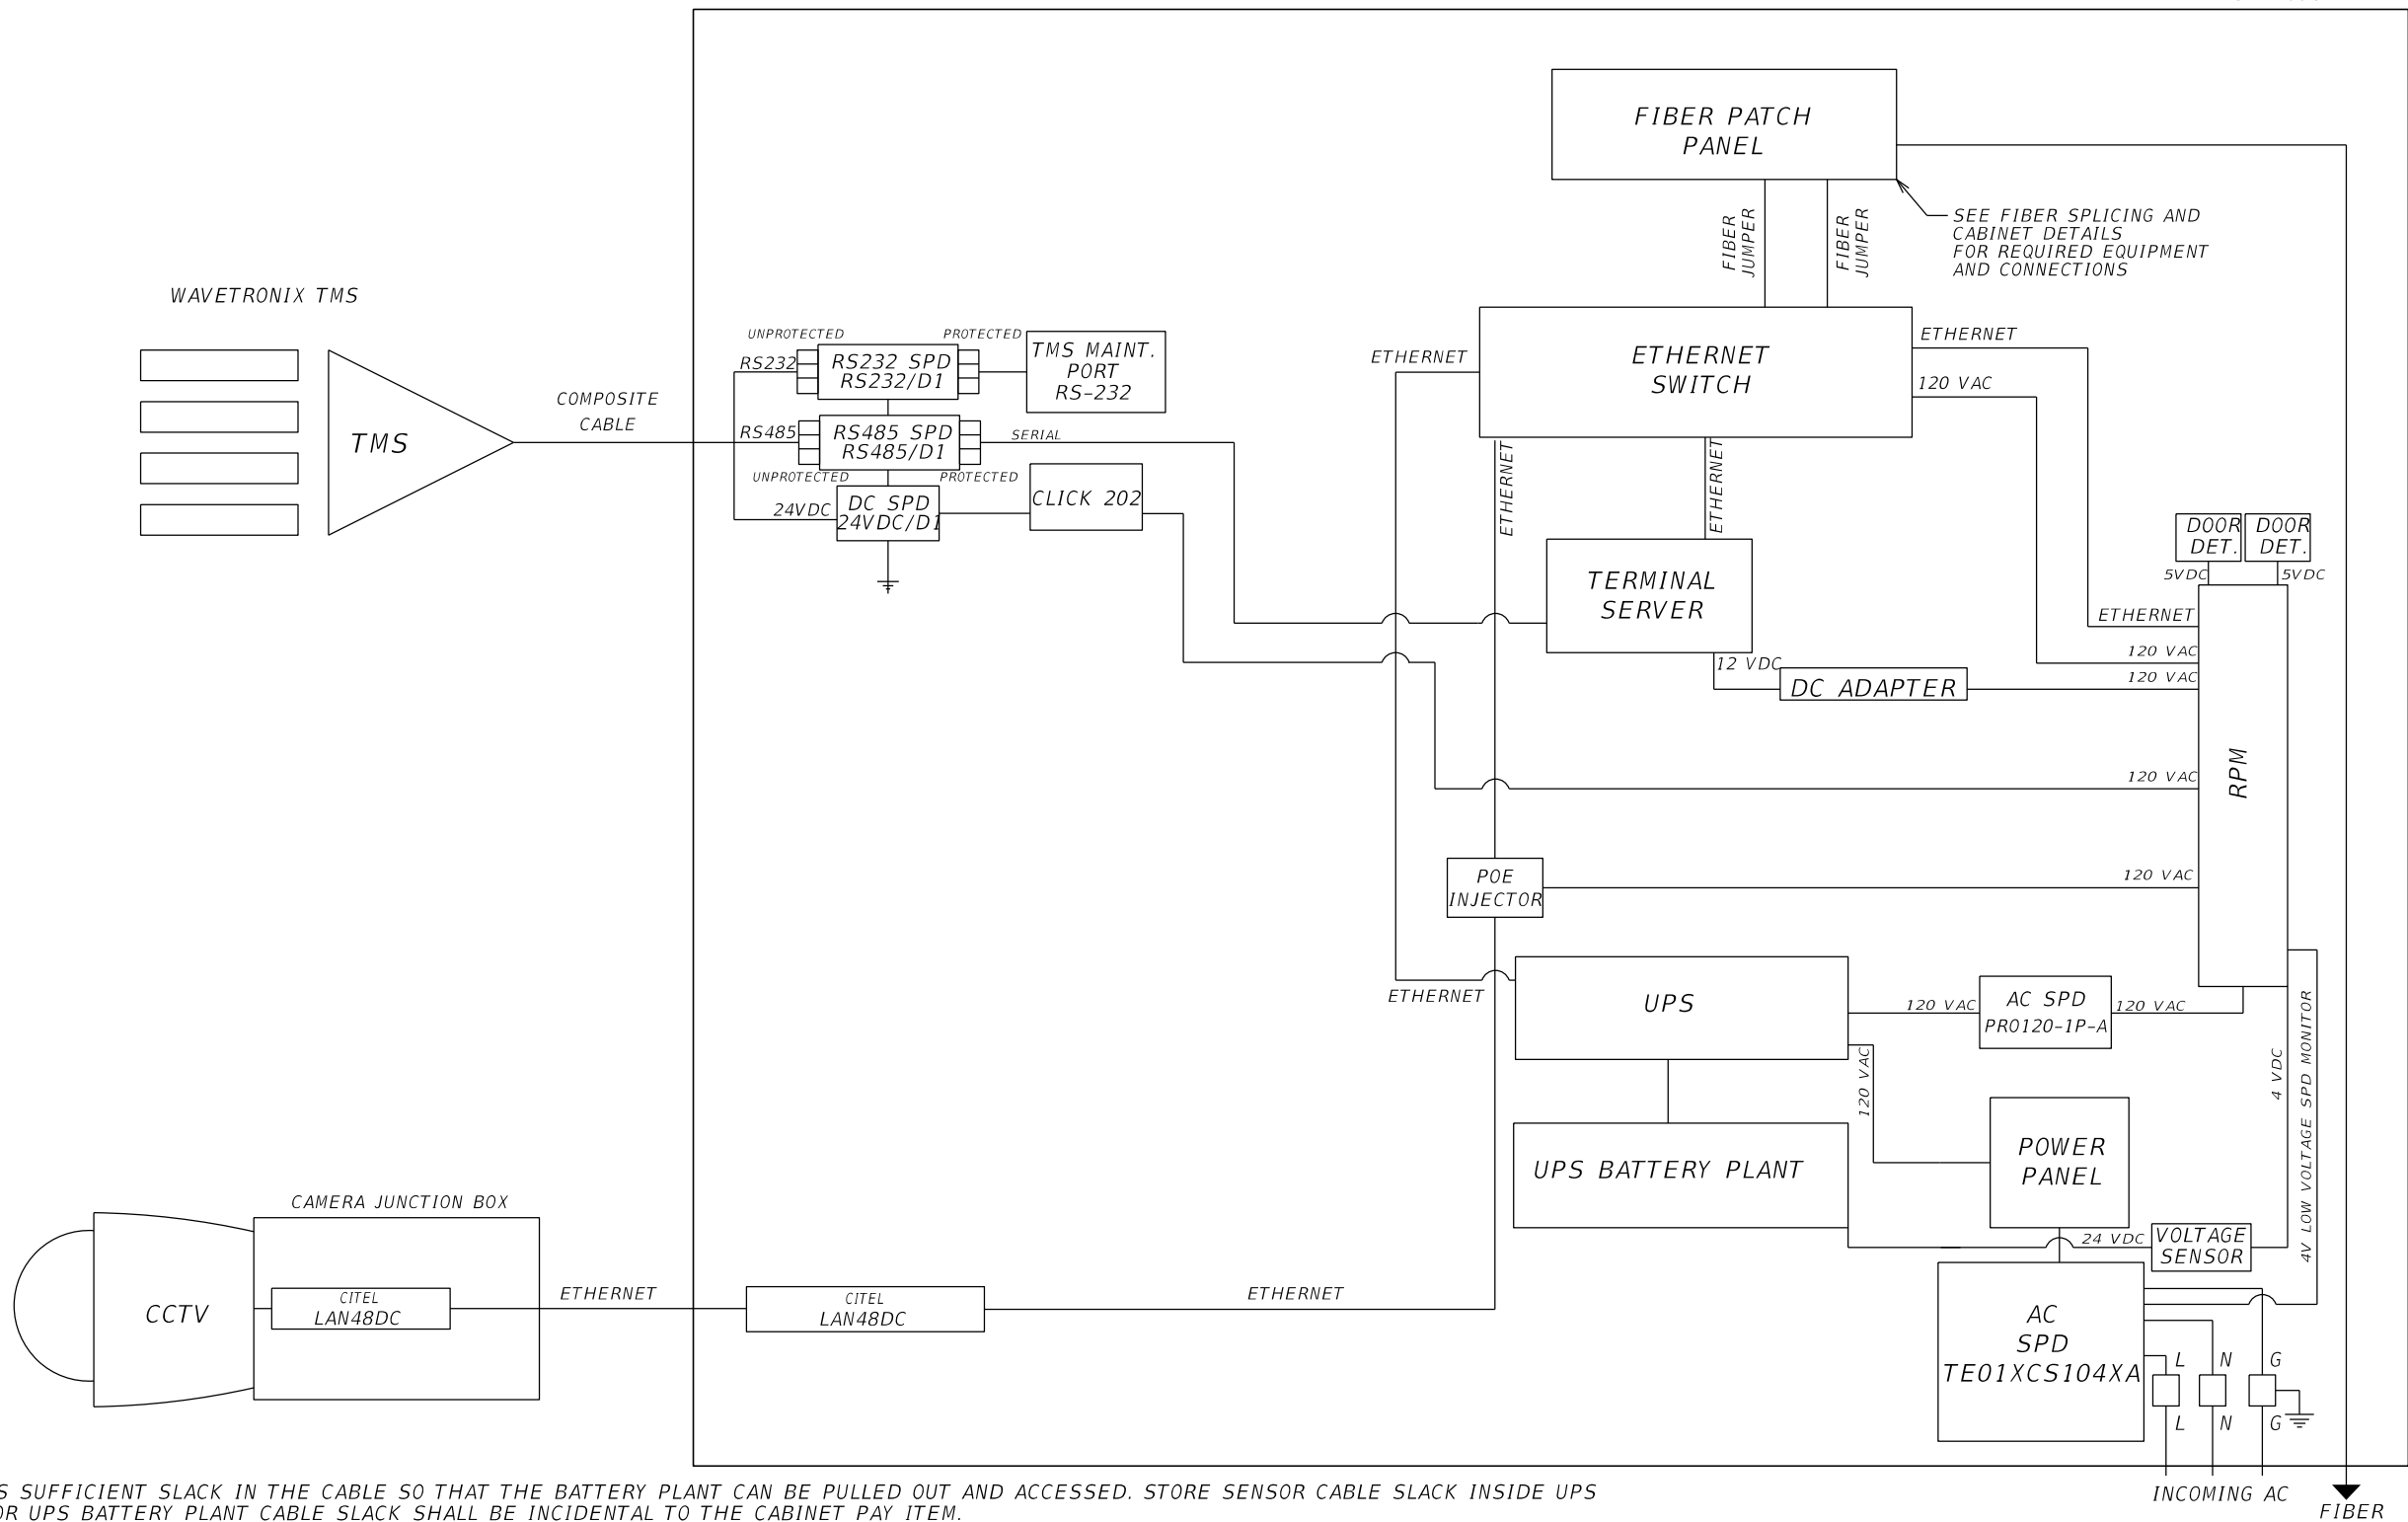 FIBER PATCH
PANEL
FIBER
JUMPER
FIBER
JUMPER
SEE FIBER SPLICING AND
CABINET DETAILS
FOR REQUIRED EQUIPMENT
AND CONNECTIONS
WAVETRONIX TMS
TMS
COMPOSITE
CABLE
UNPROTECTED
PROTECTED
RS232
RS232 SPD
RS232/D1
TMS MAINT.
PORT
RS-232
RS485
RS485 SPD
RS485/D1
SERIAL
UNPROTECTED
PROTECTED
24VDC
DC SPD
24VDC/D1
CLICK 202
ETHERNET
ETHERNET
SWITCH
ETHERNET
120 VAC
ETHERNET
ETHERNET
TERMINAL
SERVER
12 VDC
DC ADAPTER
DOOR
DET.
DOOR
DET.
5VDC
5VDC
ETHERNET
120 VAC
120 VAC
120 VAC
RPM
POE
INJECTOR
120 VAC
ETHERNET
UPS
120 VAC
AC SPD
PRO120-1P-A
120 VAC
120 VAC
4 VDC
4V LOW VOLTAGE SPD MONITOR
UPS BATTERY PLANT
POWER
PANEL
24 VDC
VOLTAGE
SENSOR
CAMERA JUNCTION BOX
CCTV
CITEL
LAN48DC
ETHERNET
CITEL
LAN48DC
ETHERNET
AC
SPD
TE01XCS104XA
L
N
G
L
N
G
INCOMING AC
FIBER
S SUFFICIENT SLACK IN THE CABLE SO THAT THE BATTERY PLANT CAN BE PULLED OUT AND ACCESSED. STORE SENSOR CABLE SLACK INSIDE UPS
OR UPS BATTERY PLANT CABLE SLACK SHALL BE INCIDENTAL TO THE CABINET PAY ITEM.